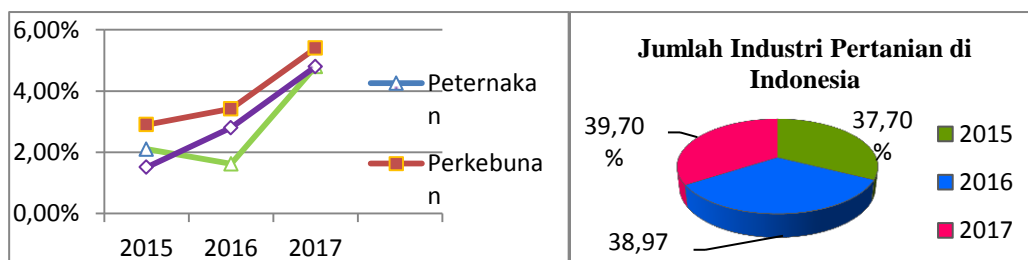 6,00%
4,00%
2,00%
0,00%
2015 2016 2017
Peternaka
n
Perkebuna
n
Jumlah Industri Pertanian di
Indonesia
39,70
%
37,70
%
38,97
2015
2016
2017